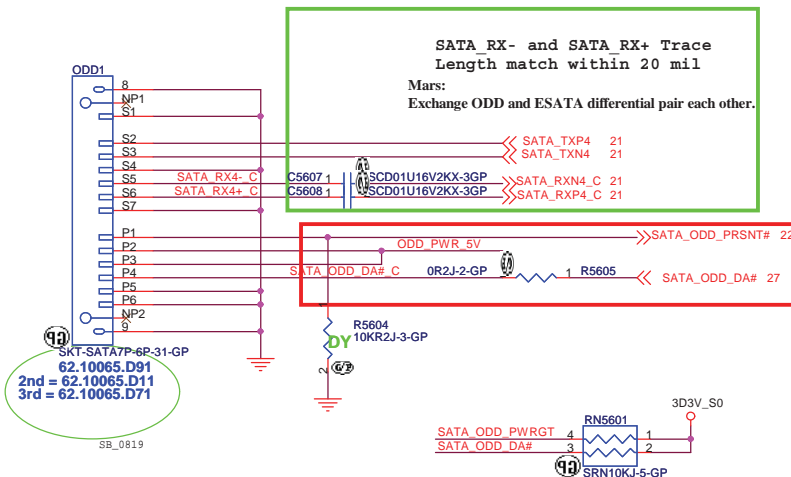 SATA_RX- and SATA_RX+ Trace
Length match within 20 mil
Mars:
Exchange ODD and ESATA differential pair each other.
ODD1
8
NP1
S1
S2
SATA_TXP4 21
S3
SATA_TXN4 21
S4
S5 SATA_RX4-_C C5607 1 SCD01U16V2KX-3GP SATA_RXN4_C 21
S6 SATA_RX4+_C C5608 1 SCD01U16V2KX-3GP SATA_RXP4_C 21
S7
P1 SATA_ODD_PRSNT# 22
P2 ODD_PWR_5V
P3
P4 SATA_ODD_DA#_C 0R2J-2-GP 1 R5605 SATA_ODD_DA# 27
P5
P6
NP2
9
1
R5604
DY 10KR2J-3-GP
2 GP
GP
SKT-SATA7P-6P-31-GP
62.10065.D91
2nd = 62.10065.D11
3rd = 62.10065.D71
SB_0819
3D3V_S0
RN5601
SATA_ODD_PWRGT 4 1
SATA_ODD_DA# 3 2
GP
SRN10KJ-5-GP